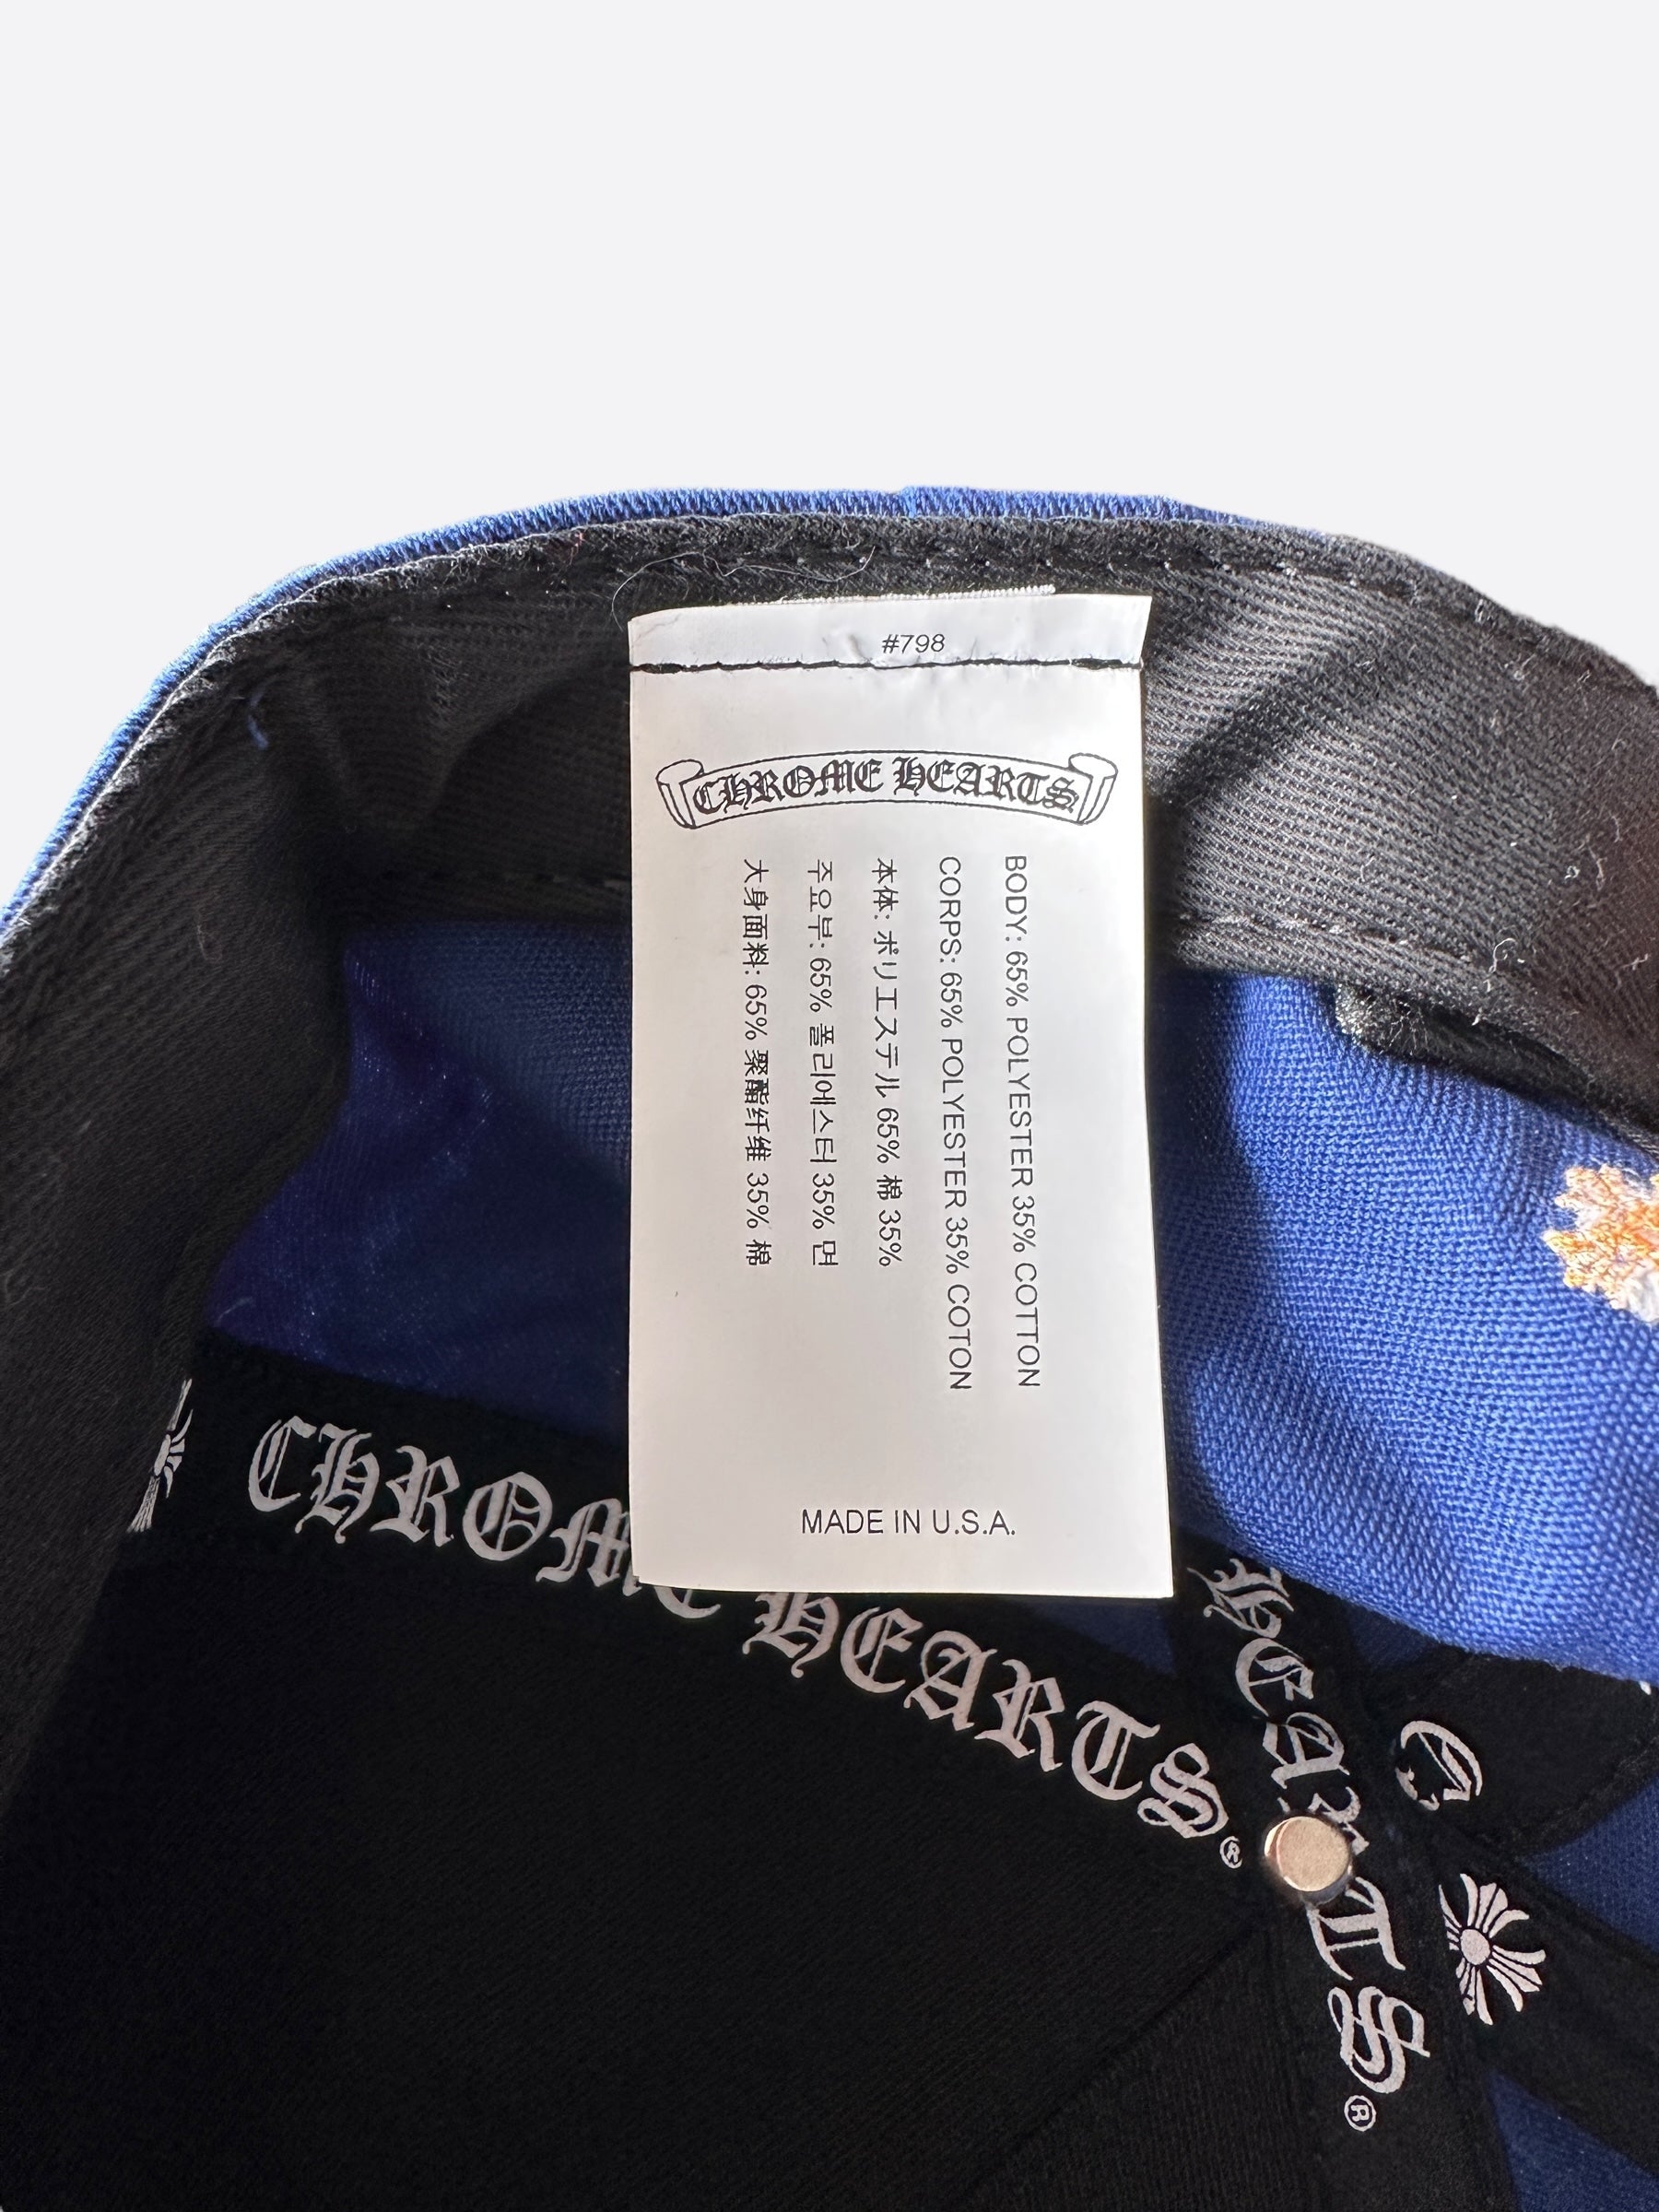 #798
CHROME HEARTS
BODY: 65% POLYESTER 35% COTTON
CORPS: 65% POLYESTER 35% COTON
本体: ポリエステル 65% 棉 35%
주요부: 65% 폴리에스터 35% 면
大身面料: 65% 聚酯纤维 35% 棉
MADE IN U.S.A.
CHROME HEARTS®
HEARTS®
C